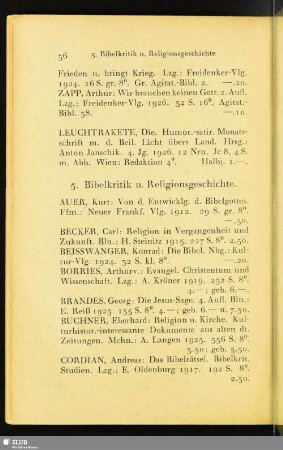 56
5. Bibelkritik u. Religionsgeschichte
Frieden u. bringt Krieg. Lzg.: Freidenker-Vlg.
1924. 16 S. gr. 8⁰. Gr. Agitat.-Bibl. 2. —.20.
ZAPP, Arthur: Wir brauchen keinen Gott. 2. Aufl.
Lzg.: Freidenker-Vlg. 1926. 32 S. 16⁰. Agitat.-
Bibl. 38. —.10.
LEUCHTRAKETE, Die. Humor.-satir. Monats-
schrift m. d. Beil. Licht übers Land. Hrsg.:
Anton Janschik. 4. Jg. 1926. 12 Nrn. Je 8, 4 S.
m. Abb. Wien: Redaktion 4⁰. Halbj. 1.—.
5. Bibelkritik u. Religionsgeschichte.
AUER, Kurt: Von d. Entwicklg. d. Bibelgottes.
Ffm.: Neuer Frankf. Vlg. 1912. 29 S. gr. 8⁰.
—.50.
BECKER, Carl: Religion in Vergangenheit und
Zukunft. Bln.: H. Steinitz 1915. 227 S. 8⁰. 2.50.
BEISSWANGER, Konrad: Die Bibel. Nbg.: Kul-
tur-Vlg. 1924. 32 S. kl. 8⁰. —.20.
BORRIES, Arthurv.: Evangel. Christentum und
Wissenschaft. Lzg.: A. Kröner 1919. 252 S. 8⁰.
4.—; geb. 6.—.
BRANDES, Georg: Die Jesus-Sage. 4. Aufl. Bln.:
E. Reiß 1925. 155 S. 8⁰. 4.—; geb. 6.— u. 7.50.
BUCHNER, Eberhard: Religion u. Kirche. Kul-
turhistor.-interessante Dokumente aus alten dt.
Zeitungen. Mchn.: A. Langen 1925. 356 S. 8⁰.
3.50; geb. 5.50.
CORDIAN, Andreas: Das Bibelrätsel. Bibelkrit.
Studien. Lzg.: E. Oldenburg 1917. 192 S. 8⁰.
2.50.
SLUB